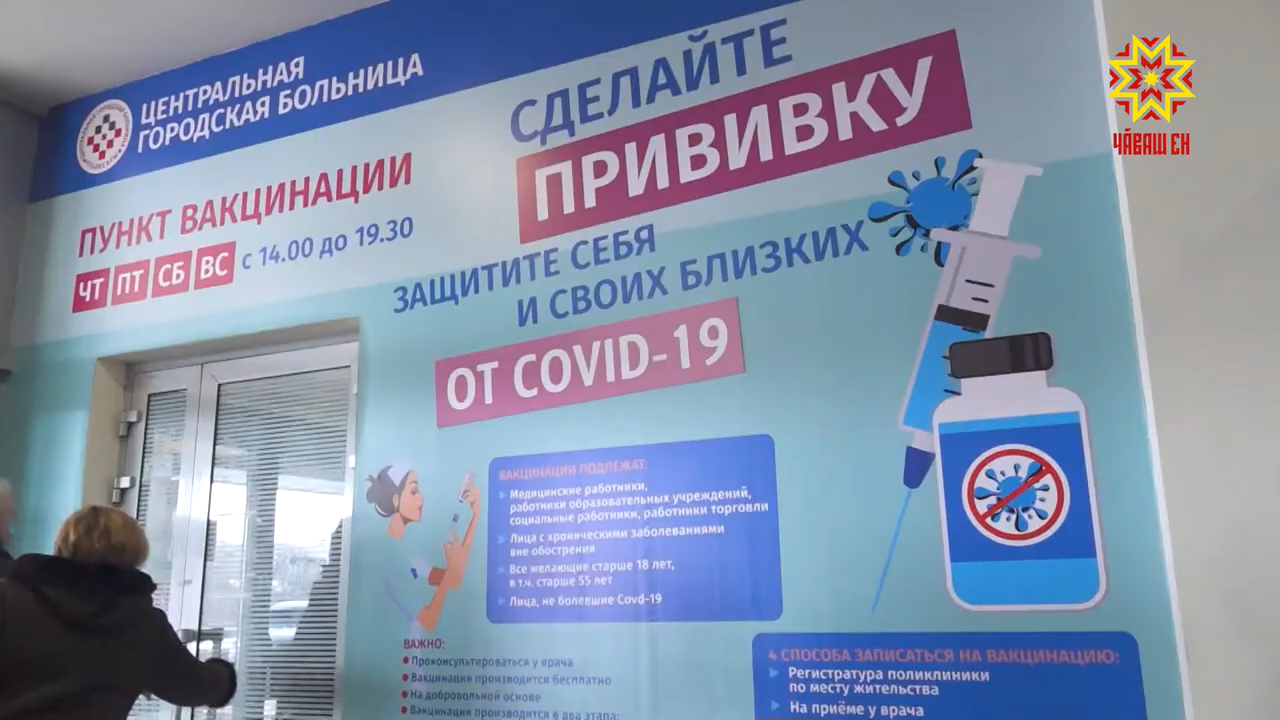 ЦЕНТРАЛЬНАЯ
ГОРОДСКАЯ БОЛЬНИЦА
ПУНКТ ВАКЦИНАЦИИ
ЧТ ПТ СБ ВС с 14.00 до 19.30
СДЕЛАЙТЕ
ПРИВИВКУ
ЗАЩИТИТЕ СЕБЯ
И СВОИХ БЛИЗКИХ
ОТ COVID-19
ВАКЦИНАЦИИ ПОДЛЕЖАТ:
Медицинские работники,
работники образовательных учреждений,
социальные работники, работники торговли
Лица с хроническими заболеваниями
вне обострения
Все желающие старше 18 лет,
в т.ч. старше 55 лет
Лица, не болевшие Covd-19
ВАЖНО:
Проконсультироваться у врача
Вакцинация производится бесплатно
На добровольной основе
Вакцинация производится в два этапа:
4 СПОСОБА ЗАПИСАТЬСЯ НА ВАКЦИНАЦИЮ:
Регистратура поликлиники
по месту жительства
На приёме у врача
ЧӐВАШ ЕН